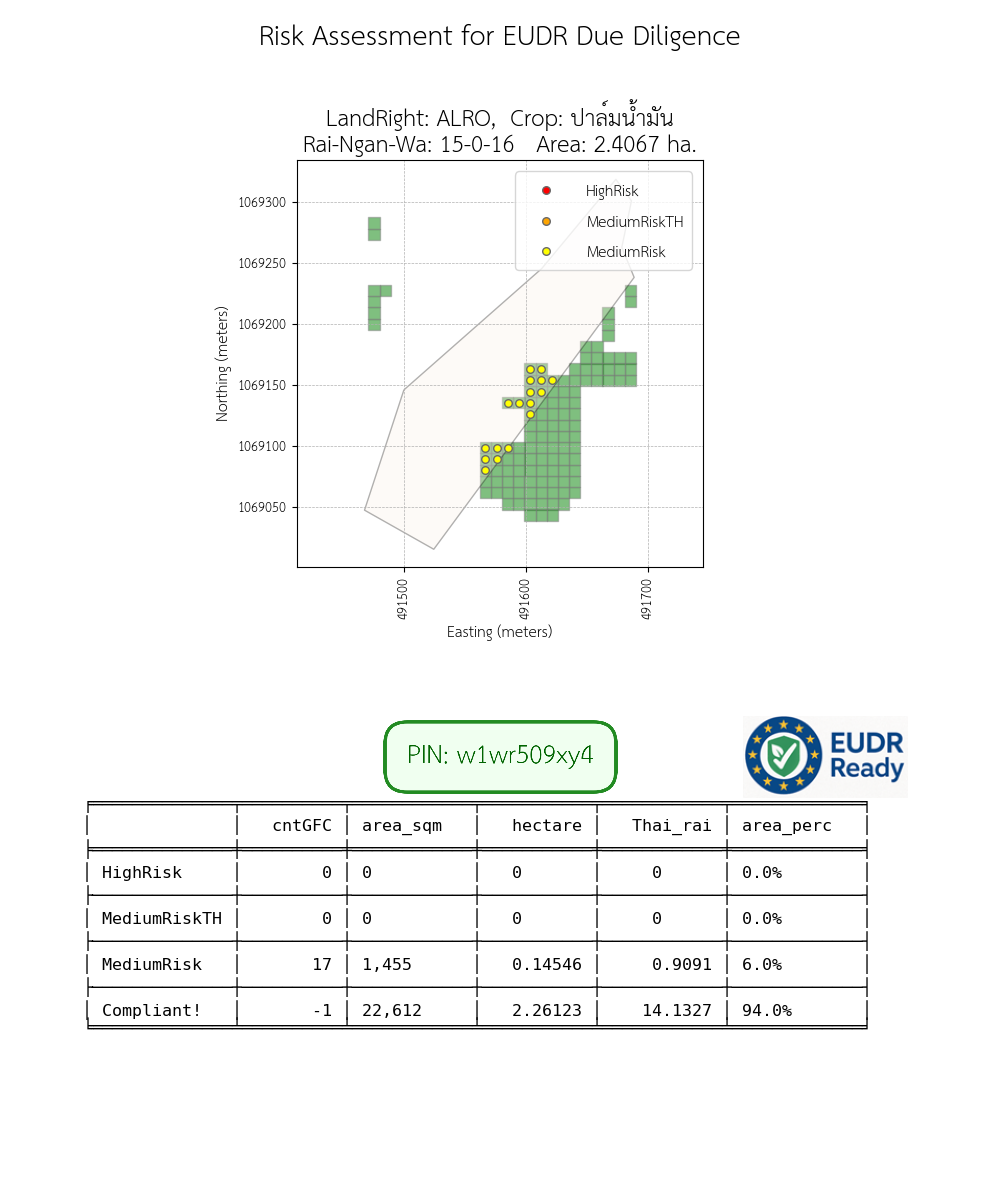 Risk Assessment for EUDR Due Diligence
LandRight: ALRO,  Crop: ปาล์มน้ำมัน
Rai-Ngan-Wa: 15-0-16   Area: 2.4067 ha.
HighRisk
MediumRiskTH
MediumRisk
1069300
1069250
1069200
1069150
1069100
1069050
Northing (meters)
491500
491600
491700
Easting (meters)
PIN: w1wr509xy4
EUDR
Ready
cntGFC area_sqm hectare Thai_rai area_perc
HighRisk 0 0 0 0 0.0%
MediumRiskTH 0 0 0 0 0.0%
MediumRisk 17 1,455 0.14546 0.9091 6.0%
Compliant! -1 22,612 2.26123 14.1327 94.0%